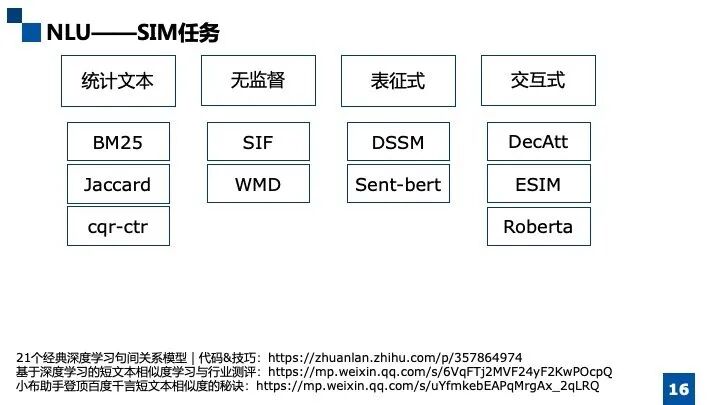 NLU——SIM任务
统计文本 无监督 表征式 交互式
BM25 SIF DSSM DecAtt
Jaccard WMD Sent-bert ESIM
cqr-ctr Roberta
21个经典深度学习句间关系模型 | 代码&技巧：https://zhuanlan.zhihu.com/p/357864974
基于深度学习的短文本相似度学习与行业测评：https://mp.weixin.qq.com/s/6VqFTj2MVF24yF2KwPOcpQ
小布助手登顶百度千言短文本相似度的秘诀：https://mp.weixin.qq.com/s/uYfmkebEAPqMrgAx_2qLRQ
16